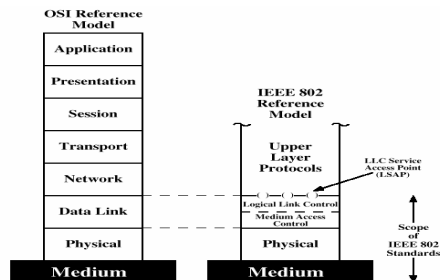 OSI Reference
Model
Application
Presentation
Session
Transport
Network
Data Link
Physical
Medium
IEEE 802
Reference
Model
Upper
Layer
Protocols
LLC Service
Access Point
(LSAP)
Logical Link Control
Medium Access
Control
Physical
Medium
Scope
of
IEEE 802
Standards